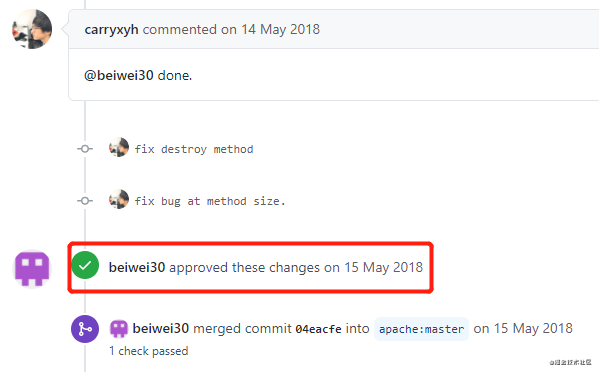 carryxyh commented on 14 May 2018
@beiwei30 done.
fix destroy method
fix bug at method size.
beiwei30 approved these changes on 15 May 2018
beiwei30 merged commit 04eacfe into apache:master on 15 May 2018
1 check passed
@掘金技术社区